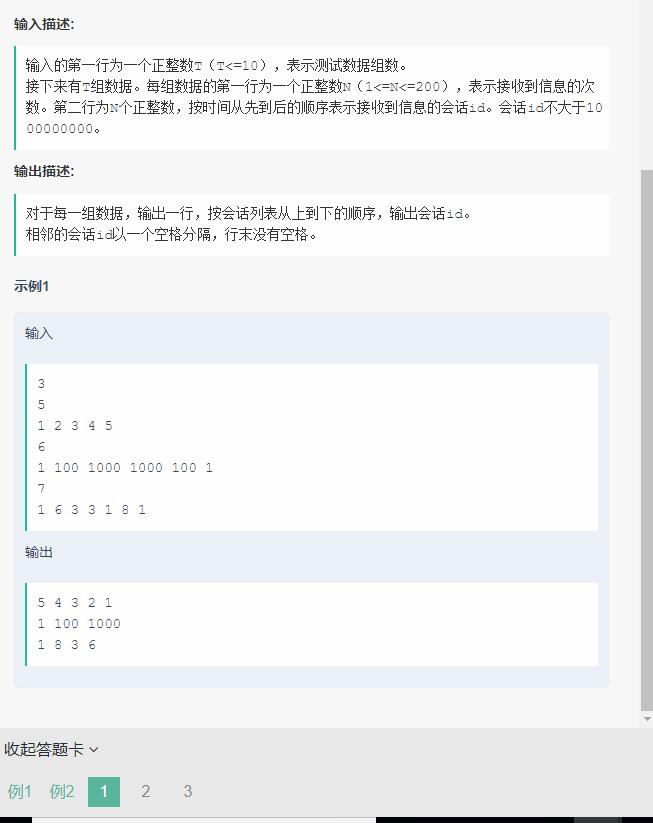 输入描述:
输入的第一行为一个正整数T（T<=10），表示测试数据组数。
接下来有T组数据。每组数据的第一行为一个正整数N（1<=N<=200），表示接收到信息的次
数。第二行为N个正整数，按时间从先到后的顺序表示接收到信息的会话id。会话id不大于10
00000000。
输出描述:
对于每一组数据，输出一行，按会话列表从上到下的顺序，输出会话id。
相邻的会话id以一个空格分隔，行末没有空格。
示例1
输入
3
5
1 2 3 4 5
6
1 100 1000 1000 100 1
7
1 6 3 3 1 8 1
输出
5 4 3 2 1
1 100 1000
1 8 3 6
收起答题卡
例1 例2 1 2 3